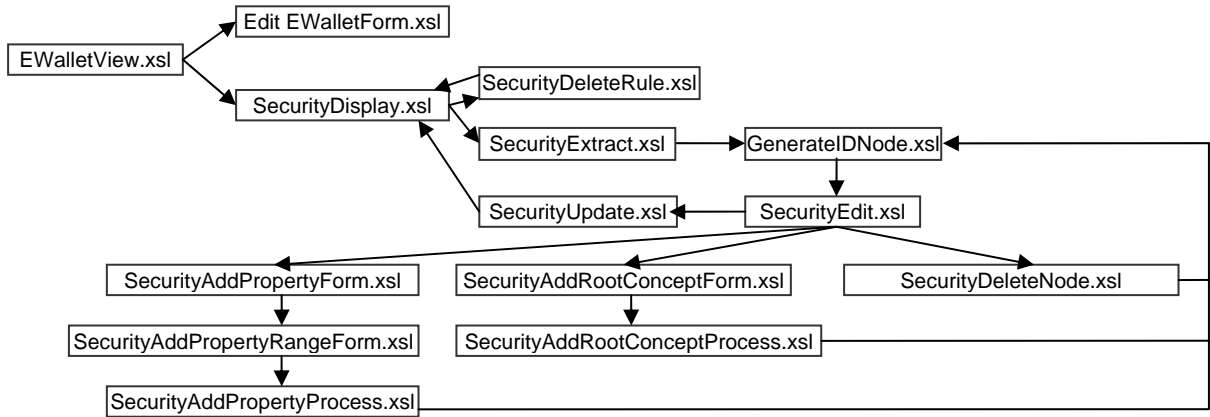 Edit EWalletForm.xsl
EWalletView.xsl
SecurityDeleteRule.xsl
SecurityDisplay.xsl
SecurityExtract.xsl
GenerateIDNode.xsl
SecurityUpdate.xsl
SecurityEdit.xsl
SecurityAddPropertyForm.xsl
SecurityAddRootConceptForm.xsl
SecurityDeleteNode.xsl
SecurityAddPropertyRangeForm.xsl
SecurityAddRootConceptProcess.xsl
SecurityAddPropertyProcess.xsl